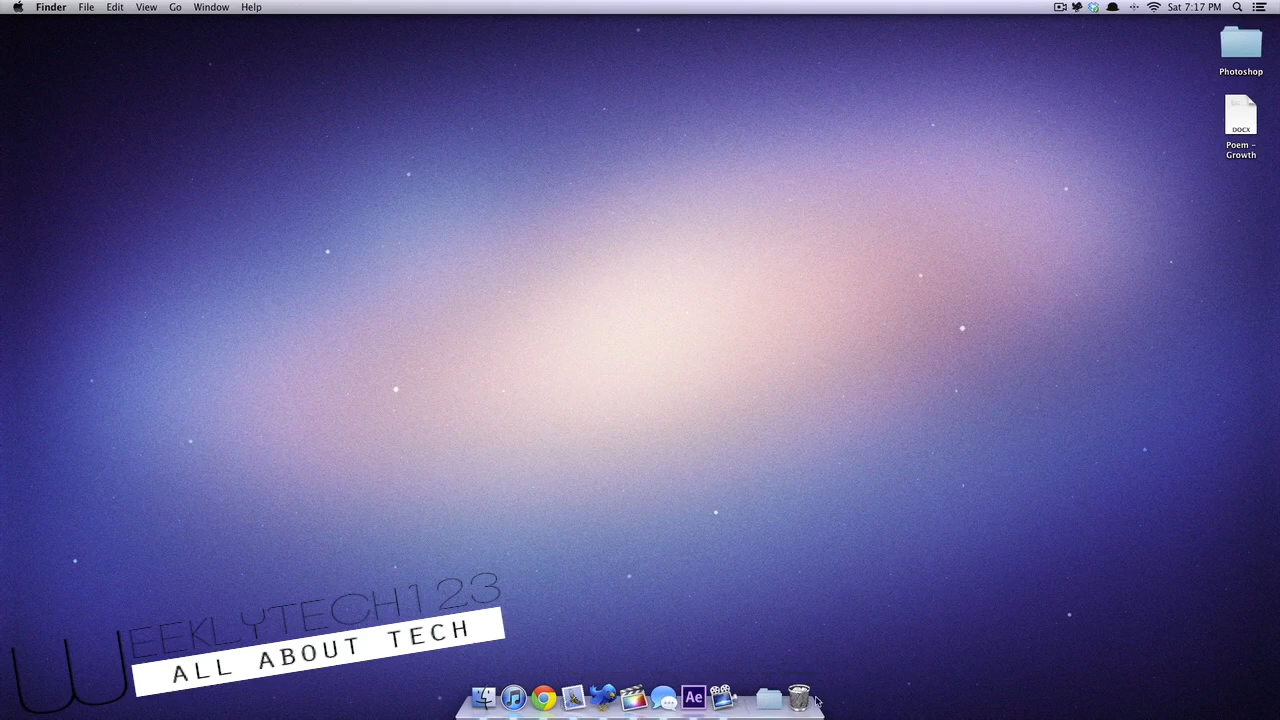 Finder File Edit View Go Window Help Sat 7:17 PM
Photoshop
DOCX
Poem -
Growth
WEEKLYTECH123
ALL ABOUT TECH
Ae